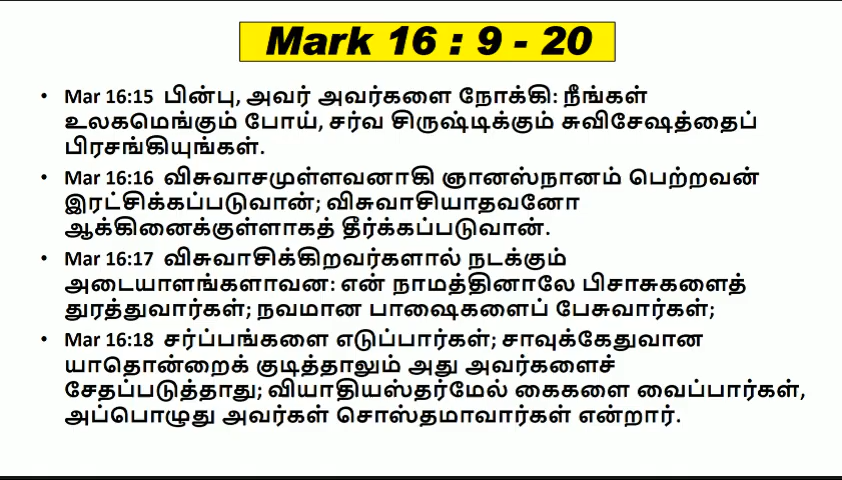 Mark 16 : 9 - 20
• Mar 16:15 பின்பு, அவர் அவர்களை நோக்கி: நீங்கள்
உலகமெங்கும் போய், சர்வ சிருஷ்டிக்கும் சுவிசேஷத்தைப்
பிரசங்கியுங்கள்.
• Mar 16:16 விசுவாசமுள்ளவனாகி ஞானஸ்நானம் பெற்றவன்
இரட்சிக்கப்படுவான்; விசுவாசியாதவனோ
ஆக்கினைக்குள்ளாகத் தீர்க்கப்படுவான்.
• Mar 16:17 விசுவாசிக்கிறவர்களால் நடக்கும்
அடையாளங்களாவன: என் நாமத்தினாலே பிசாசுகளைத்
துரத்துவார்கள்; நவமான பாஷைகளைப் பேசுவார்கள்;
• Mar 16:18 சர்ப்பங்களை எடுப்பார்கள்; சாவுக்கேதுவான
யாதொன்றைக் குடித்தாலும் அது அவர்களைச்
சேதப்படுத்தாது; வியாதியஸ்தர்மேல் கைகளை வைப்பார்கள்,
அப்பொழுது அவர்கள் சொஸ்தமாவார்கள் என்றார்.